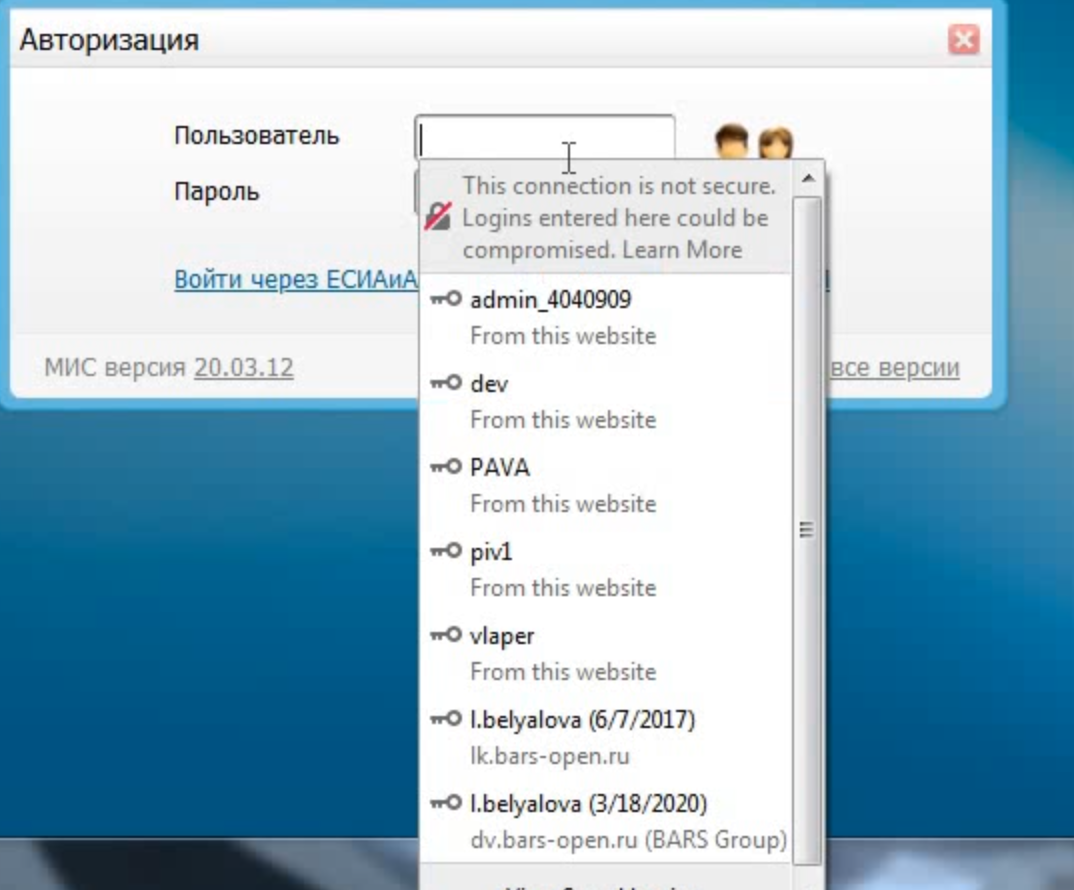 Авторизация
Пользователь
Пароль
This connection is not secure.
Logins entered here could be
compromised. Learn More
Войти через ЕСИАиА
admin_4040909
From this website
МИС версия 20.03.12
все версии
dev
From this website
PAVA
From this website
piv1
From this website
vlaper
From this website
l.belyalova (6/7/2017)
lk.bars-open.ru
l.belyalova (3/18/2020)
dv.bars-open.ru (BARS Group)